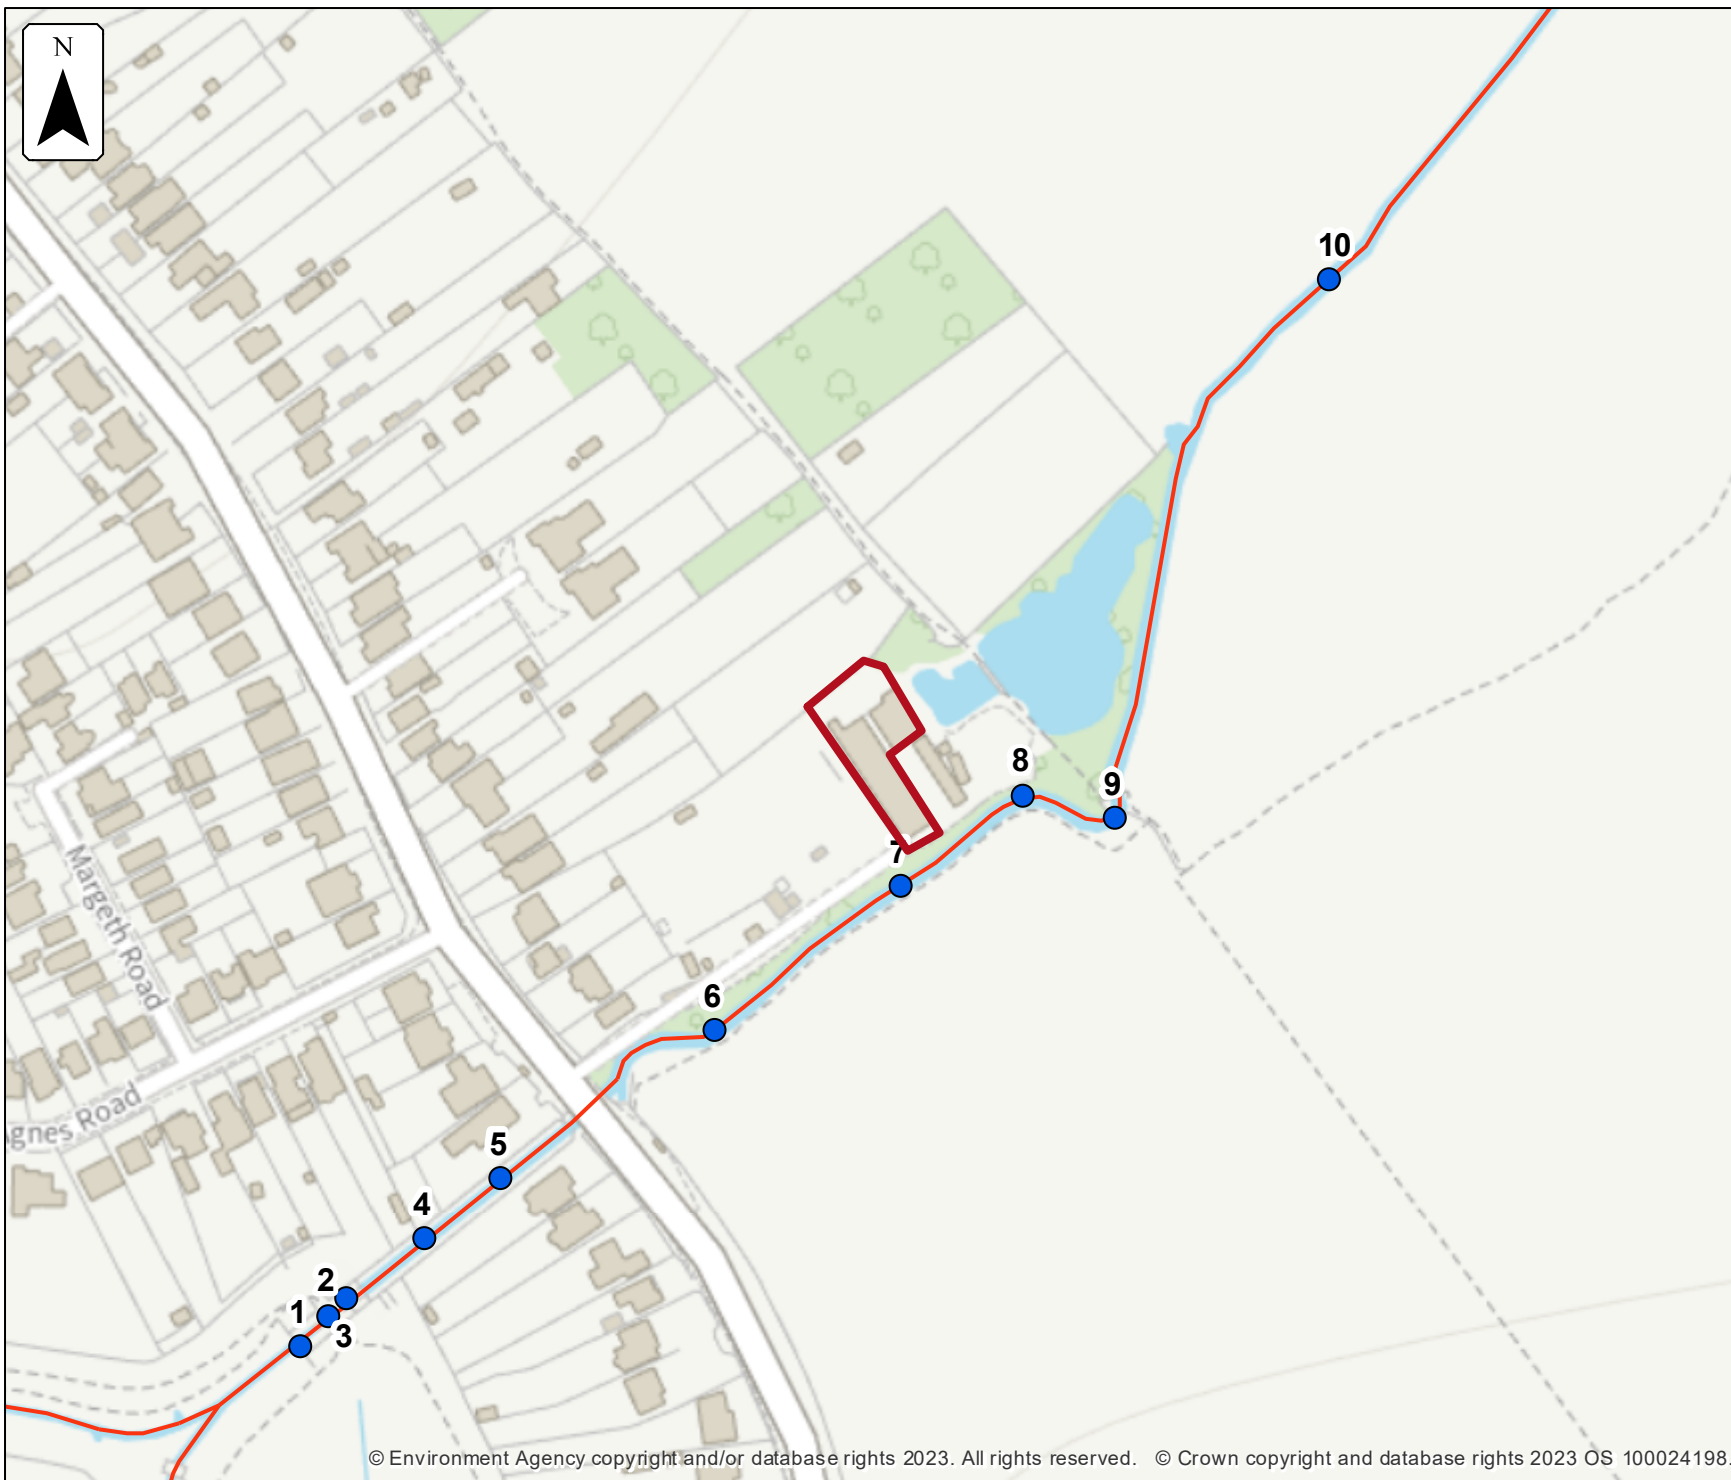 N
10
8
9
7
6
Margeth Road
gnes Road
5
4
2
1
3
© Environment Agency copyright and/or database rights 2023. All rights reserved. © Crown copyright and database rights 2023 OS 100024198.